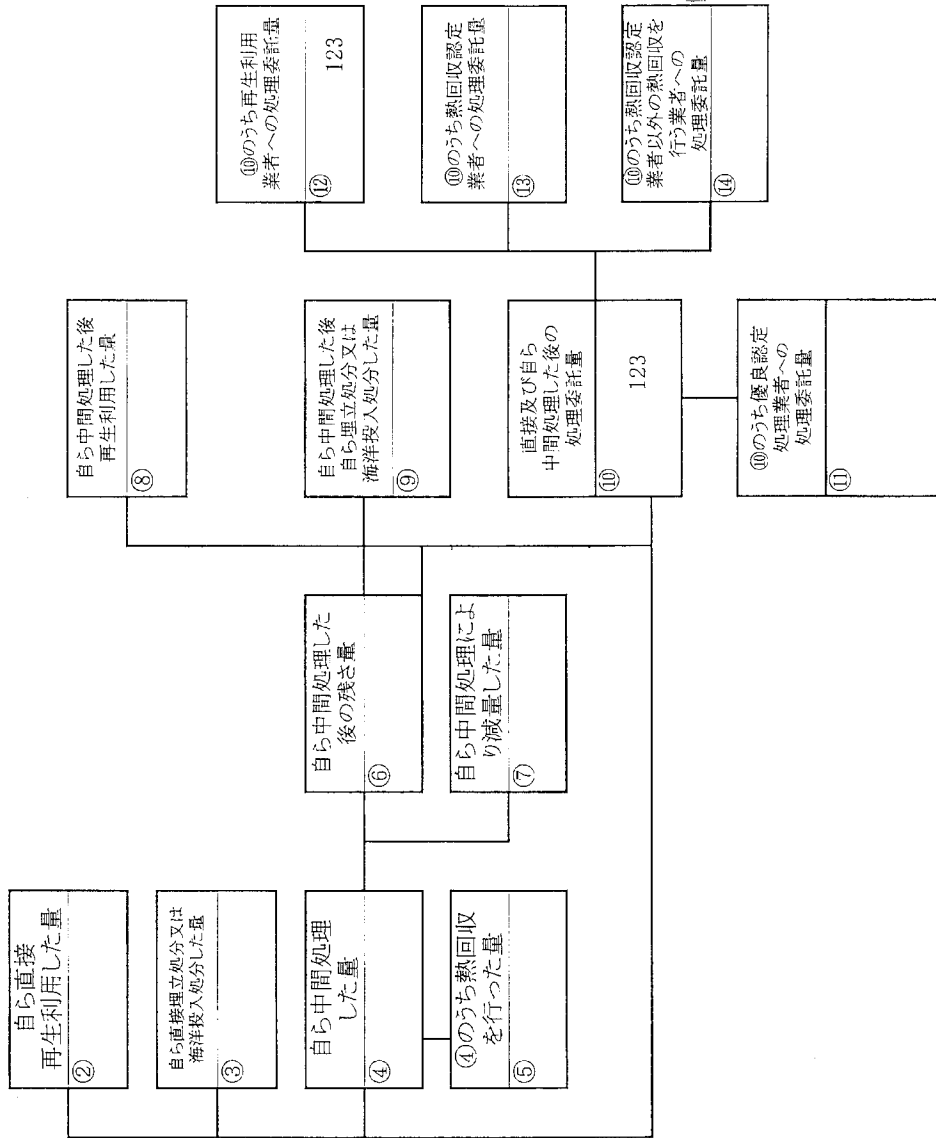 自ら直接
再生利用した量
②
自ら直接埋立処分又は
海洋投入処分した量
③
自ら中間処理
した量
④
④のうち熱回収
を行った量
⑤
自ら中間処理した
後の残さ量
⑥
自ら中間処理によ
り減量した量
⑦
自ら中間処理した後
再生利用した量
⑧
自ら中間処理した後
自ら埋立処分又は
海洋投入処分した量
⑨
直接及び自ら
中間処理した後の
処理委託量
⑩
123
⑩のうち優良認定
処理業者への
処理委託量
⑪
⑩のうち再生利用
業者への処理委託量
⑫
123
⑩のうち熱回収認定
業者への処理委託量
⑬
⑩のうち熱回収認定
業者以外の熱回収を
行う業者への
処理委託量
⑭